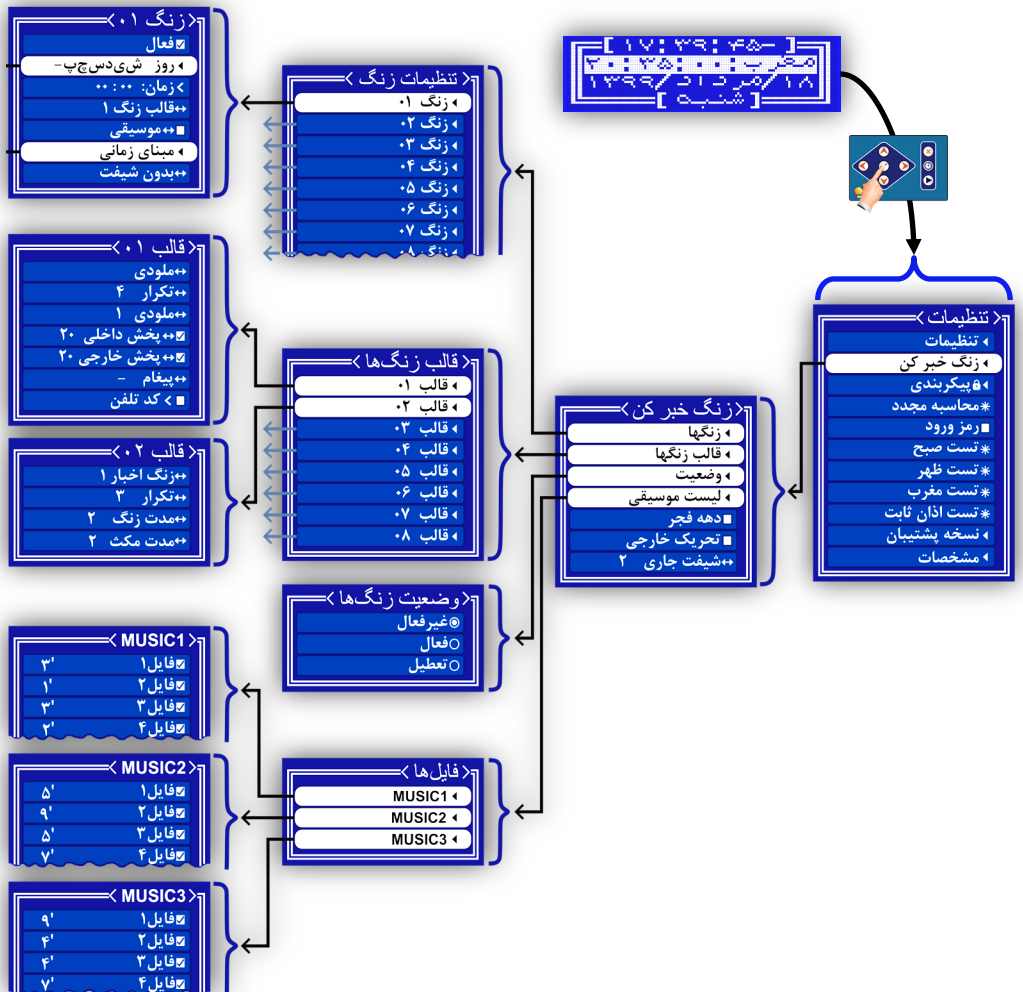 [ ۱۷:۳۹:۴۵- ]
مغرب: ۲۰:۳۵:۰۰
۱۸/مرداد/۱۳۹۹
[ شنبه ]
تنظیمات
تنظیمات
زنگ خبر کن
پیکربندی
محاسبه مجدد
رمز ورود
تست صبح
تست ظهر
تست مغرب
تست اذان ثابت
نسخه پشتیبان
مشخصات
زنگ خبر کن
زنگها
قالب زنگها
وضعیت
لیست موسیقی
دهه فجر
تحریک خارجی
شیفت جاری ۲
تنظیمات زنگ
زنگ ۰۱
زنگ ۰۲
زنگ ۰۳
زنگ ۰۴
زنگ ۰۵
زنگ ۰۶
زنگ ۰۷
زنگ ۰۸
قالب زنگ‌ها
قالب ۰۱
قالب ۰۲
قالب ۰۳
قالب ۰۴
قالب ۰۵
قالب ۰۶
قالب ۰۷
قالب ۰۸
وضعیت زنگ‌ها
غیرفعال
فعال
تعطیل
فایل‌ها
MUSIC1
MUSIC2
MUSIC3
زنگ ۰۱
فعال
روز ش‌ی‌د‌س‌چ‌پ-
زمان: ۰۰:۰۰
قالب زنگ ۱
موسیقی
مبنای زمانی
بدون شیفت
قالب ۰۱
ملودی
تکرار ۴
ملودی ۱
پخش داخلی ۲۰
پخش خارجی ۲۰
پیغام -
کد تلفن
قالب ۰۲
زنگ اخبار ۱
تکرار ۳
مدت زنگ ۲
مدت مکث ۲
MUSIC1
فایل۱ ۳'
فایل۲ ۱'
فایل۳ ۳'
فایل۴ ۲'
MUSIC2
فایل۱ ۵'
فایل۲ ۹'
فایل۳ ۵'
فایل۴ ۷'
MUSIC3
فایل۱ ۹'
فایل۲ ۴'
فایل۳ ۴'
فایل۴ ۷'